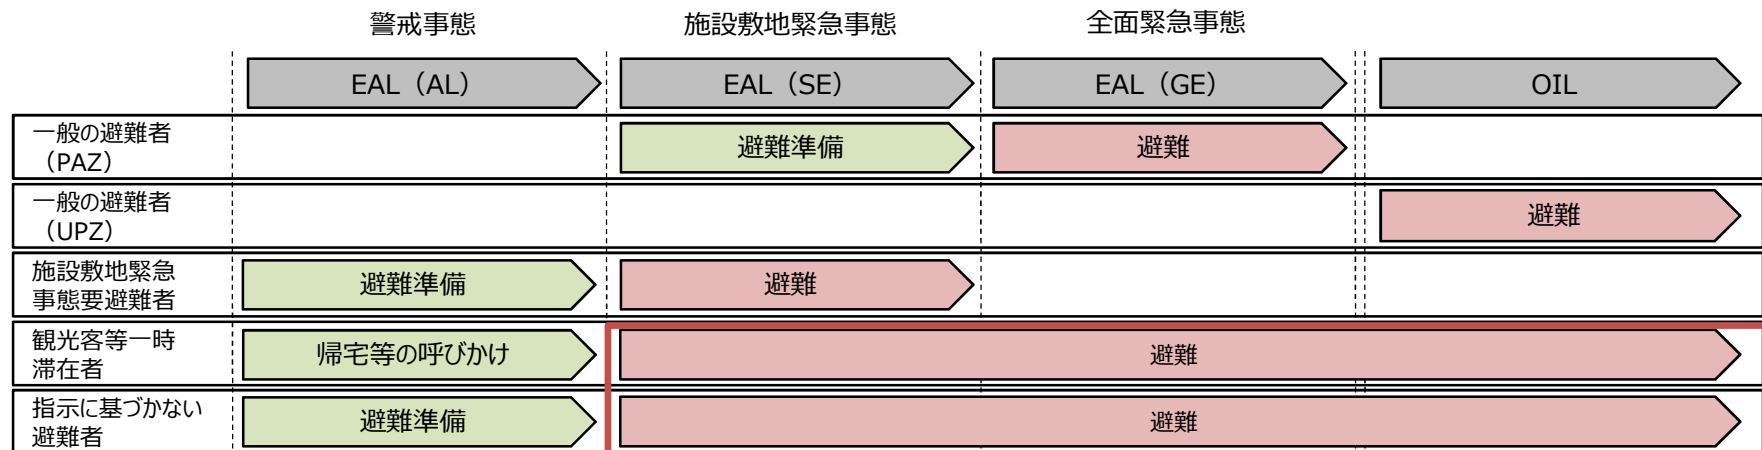 警戒事態
施設敷地緊急事態
全面緊急事態
EAL（AL）
EAL（SE）
EAL（GE）
OIL
一般の避難者
（PAZ）
避難準備
避難
一般の避難者
（UPZ）
避難
施設敷地緊急
事態要避難者
避難準備
避難
観光客等一時
滞在者
帰宅等の呼びかけ
避難
指示に基づかない
避難者
避難準備
避難